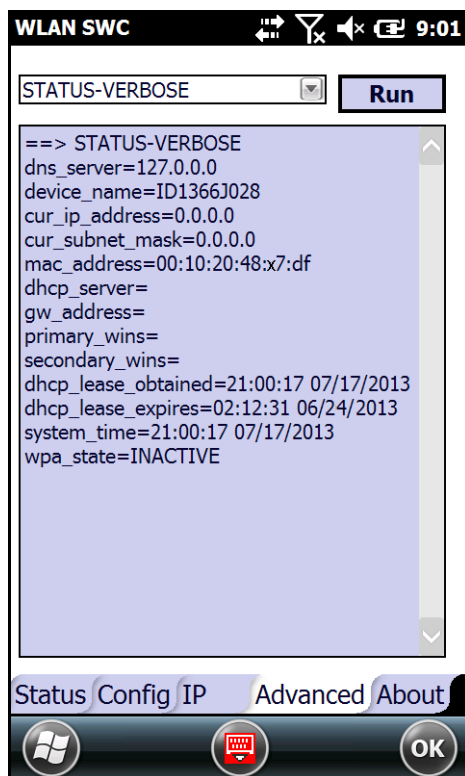 WLAN SWC 9:01
STATUS-VERBOSE Run
==> STATUS-VERBOSE
dns_server=127.0.0.0
device_name=ID1366J028
cur_ip_address=0.0.0.0
cur_subnet_mask=0.0.0.0
mac_address=00:10:20:48:x7:df
dhcp_server=
gw_address=
primary_wins=
secondary_wins=
dhcp_lease_obtained=21:00:17 07/17/2013
dhcp_lease_expires=02:12:31 06/24/2013
system_time=21:00:17 07/17/2013
wpa_state=INACTIVE
Status Config IP Advanced About
OK